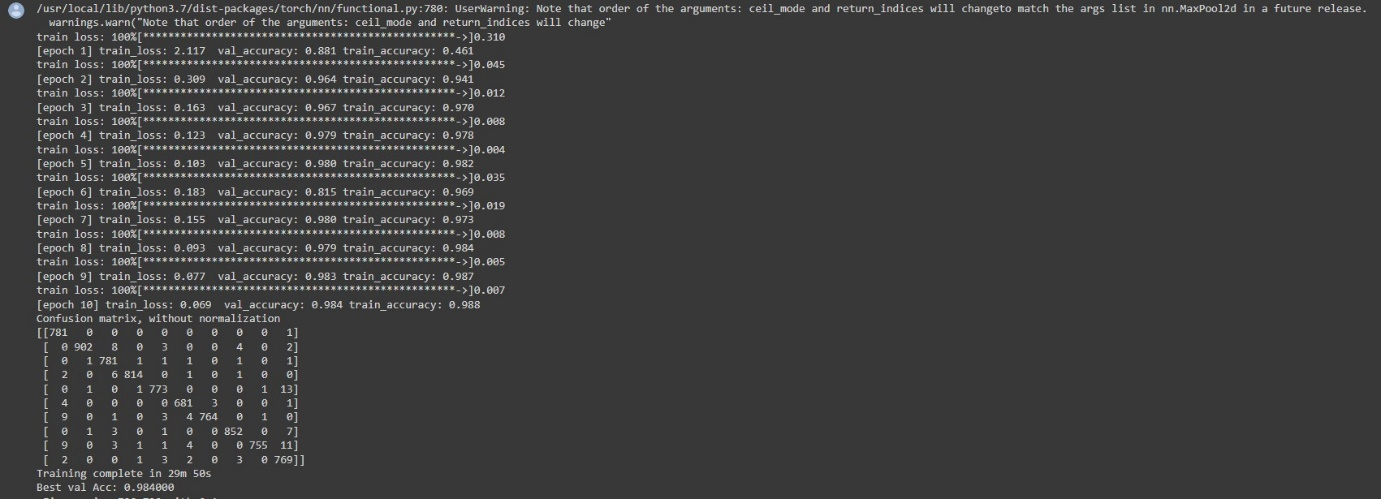 /usr/local/lib/python3.7/dist-packages/torch/nn/functional.py:780: UserWarning: Note that order of the arguments: ceil_mode and return_indices will changeto match the args list in nn.MaxPool2d in a future release.
  warnings.warn("Note that order of the arguments: ceil_mode and return_indices will change"
train loss: 100%[**************************************************->]0.310
[epoch 1] train_loss: 2.117  val_accuracy: 0.881 train_accuracy: 0.461
train loss: 100%[**************************************************->]0.045
[epoch 2] train_loss: 0.309  val_accuracy: 0.964 train_accuracy: 0.941
train loss: 100%[**************************************************->]0.012
[epoch 3] train_loss: 0.163  val_accuracy: 0.967 train_accuracy: 0.970
train loss: 100%[**************************************************->]0.008
[epoch 4] train_loss: 0.123  val_accuracy: 0.979 train_accuracy: 0.978
train loss: 100%[**************************************************->]0.004
[epoch 5] train_loss: 0.103  val_accuracy: 0.980 train_accuracy: 0.982
train loss: 100%[**************************************************->]0.035
[epoch 6] train_loss: 0.183  val_accuracy: 0.815 train_accuracy: 0.969
train loss: 100%[**************************************************->]0.019
[epoch 7] train_loss: 0.155  val_accuracy: 0.980 train_accuracy: 0.973
train loss: 100%[**************************************************->]0.008
[epoch 8] train_loss: 0.093  val_accuracy: 0.979 train_accuracy: 0.984
train loss: 100%[**************************************************->]0.005
[epoch 9] train_loss: 0.077  val_accuracy: 0.983 train_accuracy: 0.987
train loss: 100%[**************************************************->]0.007
[epoch 10] train_loss: 0.069  val_accuracy: 0.984 train_accuracy: 0.988
Confusion matrix, without normalization
[[781   0   0   0   0   0   0   0   0   1]
 [  0 902   8   0   3   0   0   4   0   2]
 [  0   1 781   1   1   1   0   1   0   1]
 [  2   0   6 814   0   1   0   1   0   0]
 [  0   1   0   1 773   0   0   0   1  13]
 [  4   0   0   0   0 681   3   0   0   1]
 [  9   0   1   0   3   4 764   0   1   0]
 [  0   1   3   0   1   0   0 852   0   7]
 [  9   0   3   1   1   4   0   0 755  11]
 [  2   0   0   1   3   2   0   3   0 769]]
Training complete in 29m 50s
Best val Acc: 0.984000